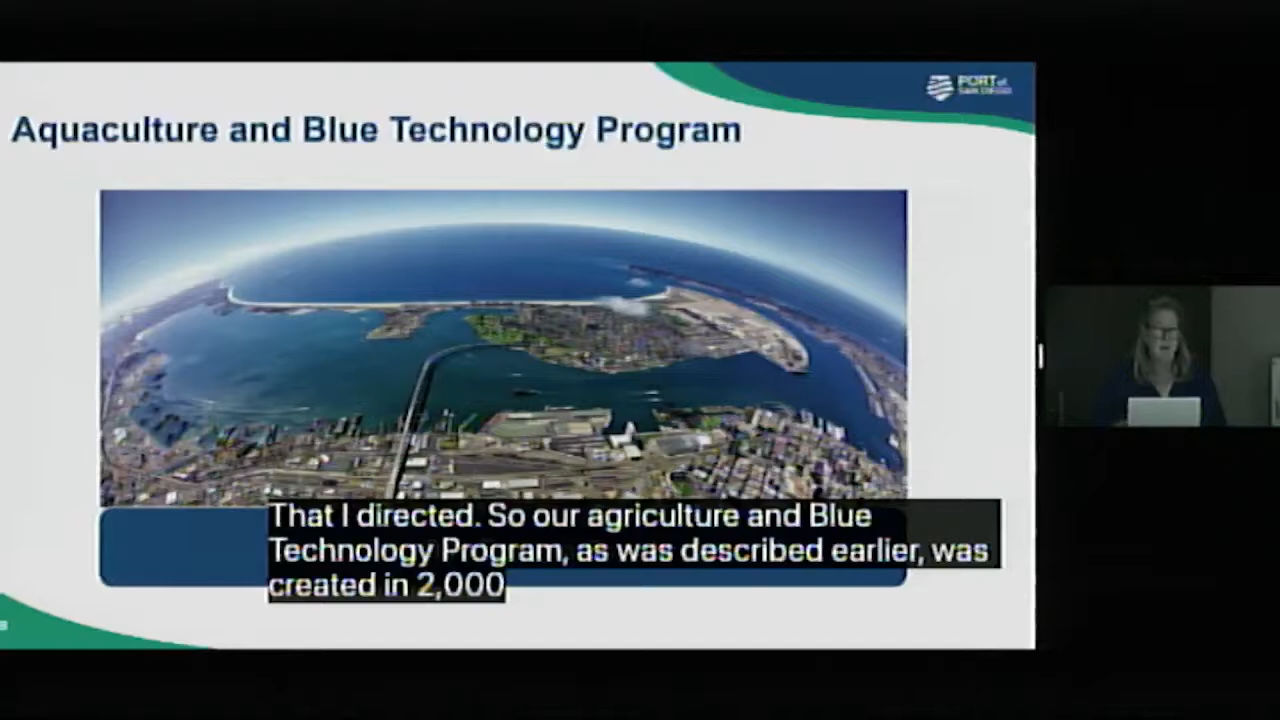 PORT of
SAN DIEGO
Aquaculture and Blue Technology Program
That I directed. So our agriculture and Blue
Technology Program, as was described earlier, was
created in 2,000